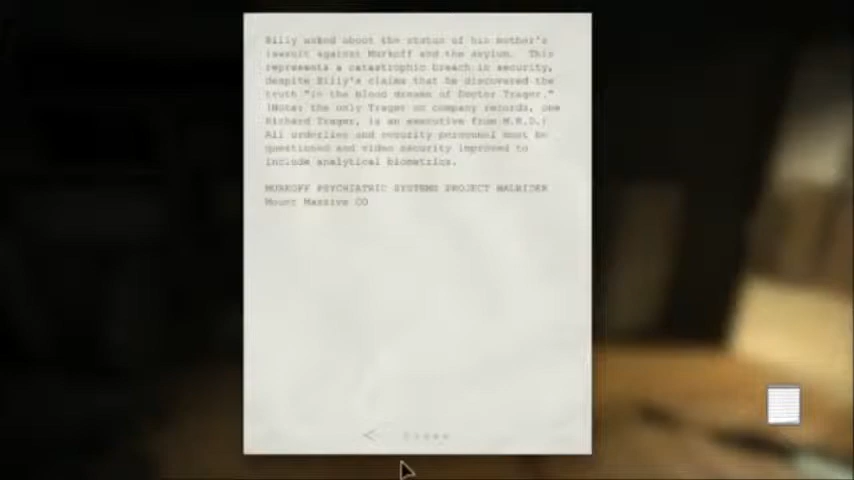 Billy asked about the status of his mother's
lawsuit against Murkoff and the asylum. This
represents a catastrophic breach in security,
despite Billy's claims that he discovered the
truth "in the blood dreams of Doctor Trager."
(Note: the only Trager on company records, one
Richard Trager, is an executive from M.R.D.)
All orderlies and security personnel must be
questioned and video security improved to
include analytical biometrics.
MURKOFF PSYCHIATRIC SYSTEMS PROJECT WALRIDER
Mount Massive CO